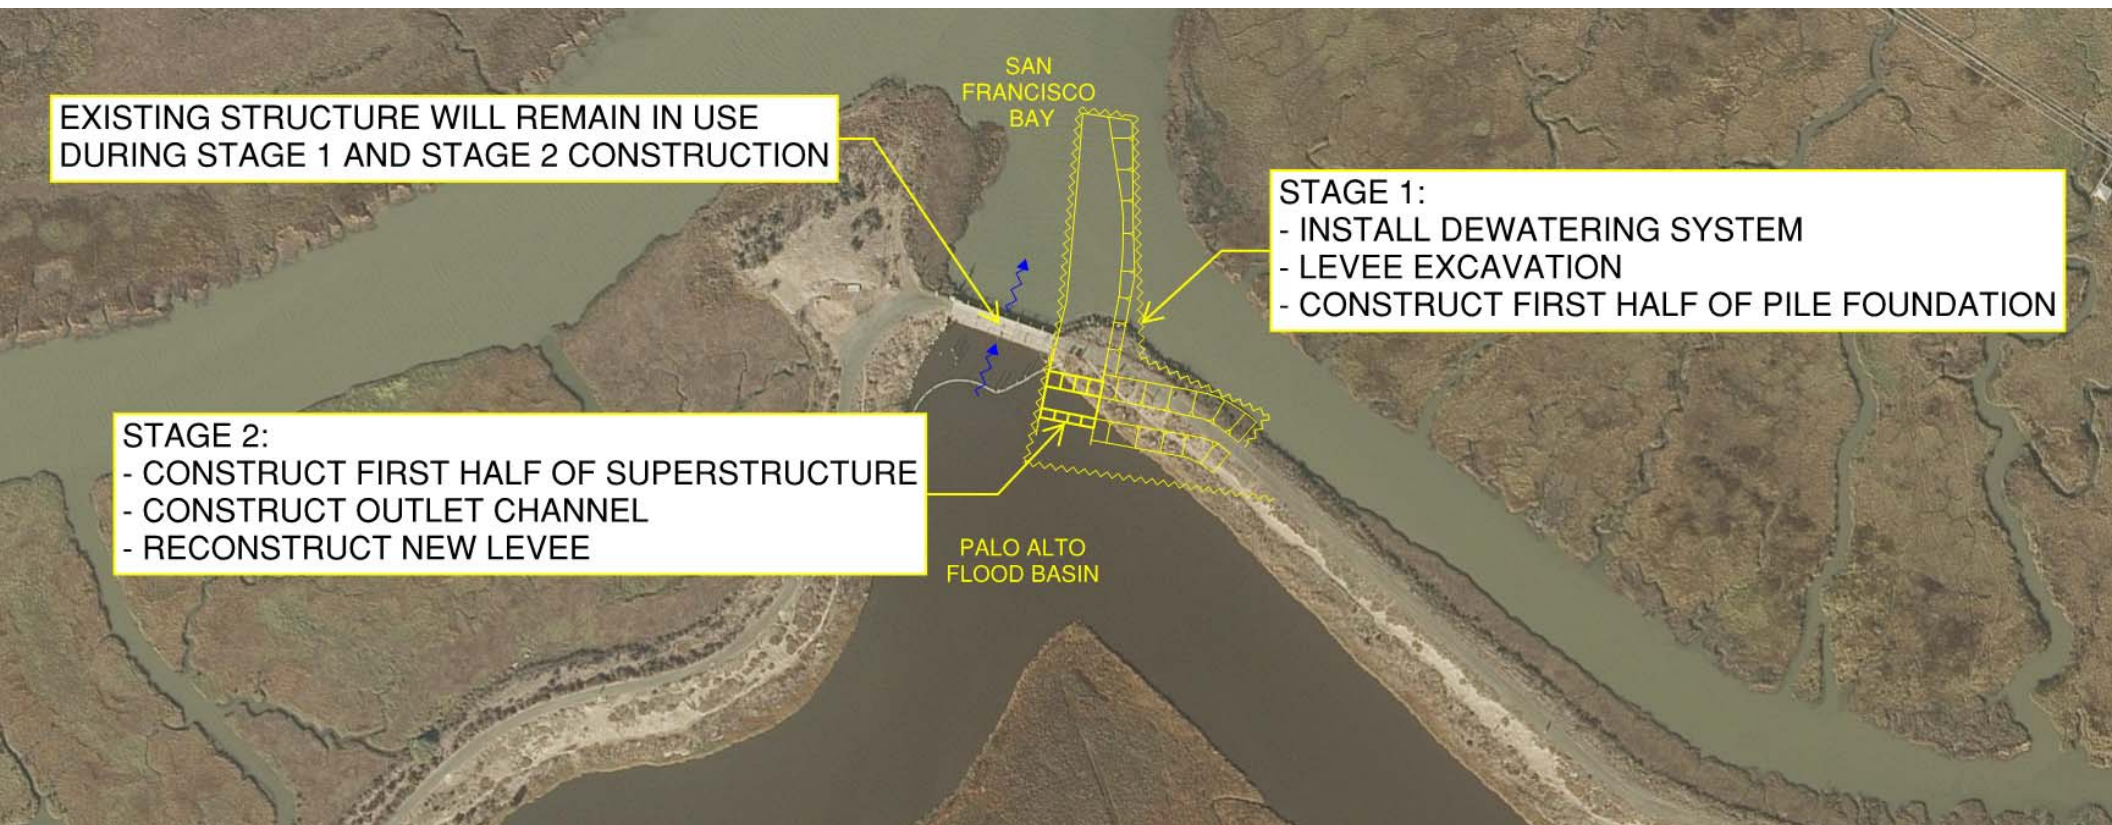 SAN
FRANCISCO
BAY
EXISTING STRUCTURE WILL REMAIN IN USE
DURING STAGE 1 AND STAGE 2 CONSTRUCTION
STAGE 1:
- INSTALL DEWATERING SYSTEM
- LEVEE EXCAVATION
- CONSTRUCT FIRST HALF OF PILE FOUNDATION
STAGE 2:
- CONSTRUCT FIRST HALF OF SUPERSTRUCTURE
- CONSTRUCT OUTLET CHANNEL
- RECONSTRUCT NEW LEVEE
PALO ALTO
FLOOD BASIN